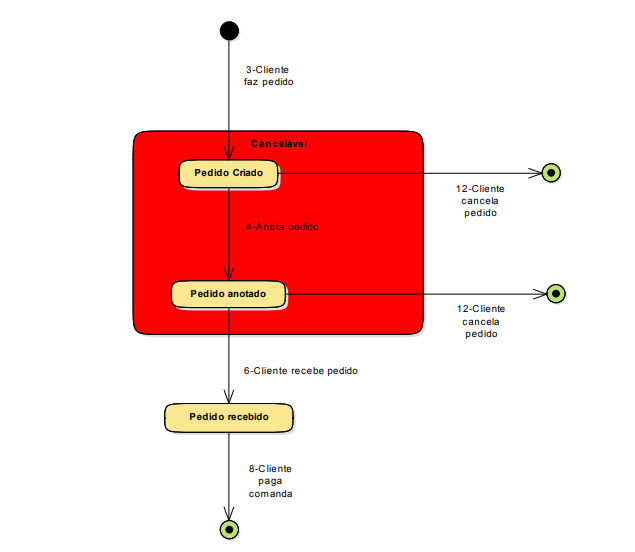 3-Cliente
faz pedido
Cancelável
Pedido Criado
12-Cliente
cancela
pedido
4-Anota pedido
Pedido anotado
12-Cliente
cancela
pedido
6-Cliente recebe pedido
Pedido recebido
8-Cliente
paga
comanda